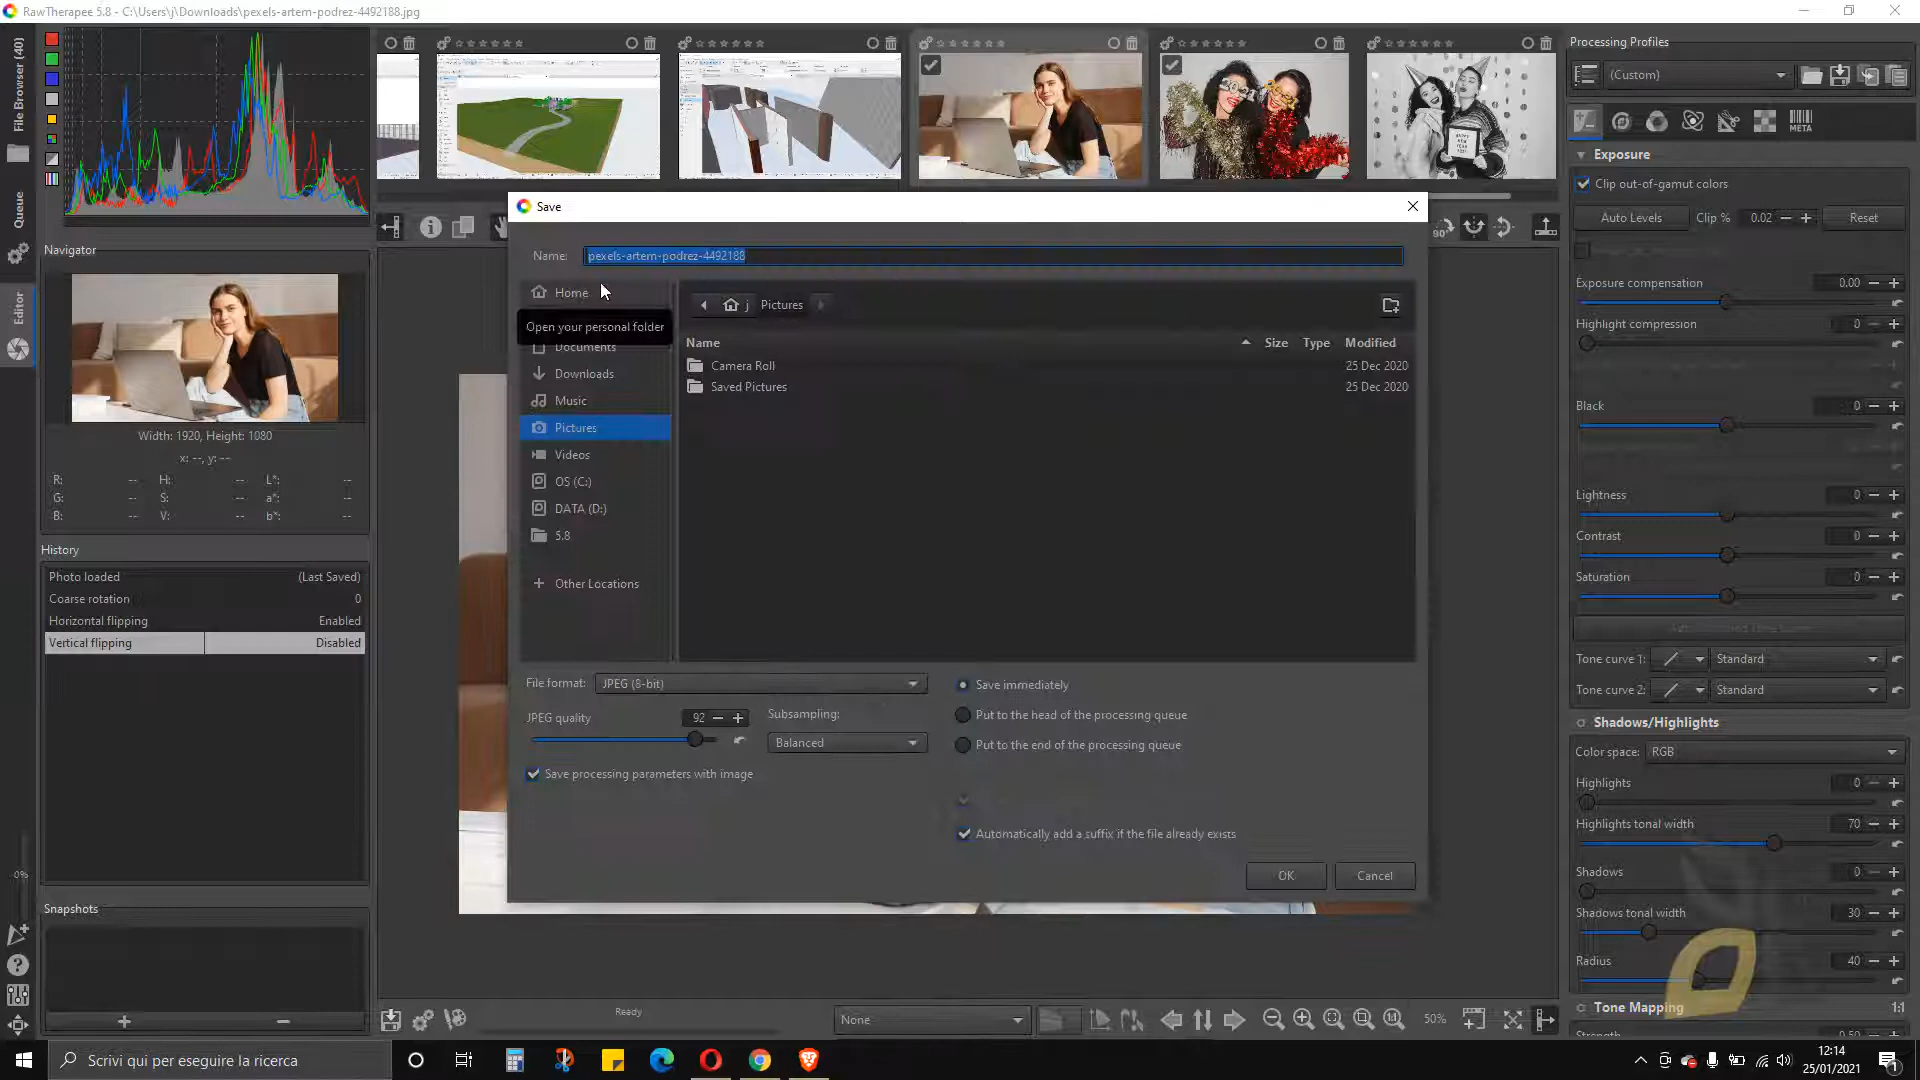 RawTherapee 5.8 - C:\Users\j\Downloads\pexels-artem-podrez-4492188.jpg
File Browser (40)
Queue
Editor
Processing Profiles
(Custom)
META
Exposure
Clip out-of-gamut colors
Auto Levels
Clip %
0.02
Reset
Exposure compensation
0.00
Highlight compression
0
Black
0
Lightness
0
Contrast
0
Saturation
0
Tone curve 1:
Standard
Tone curve 2:
Standard
Shadows/Highlights
Color space:
RGB
Highlights
0
Highlights tonal width
70
Shadows
0
Shadows tonal width
30
Radius
40
Tone Mapping
1:1
Strength
0.50
Navigator
Width: 1920, Height: 1080
x: --, y: --
R: -- H: -- L*: --
G: -- S: -- a*: --
B: -- V: -- b*: --
History
Photo loaded (Last Saved)
Coarse rotation 0
Horizontal flipping Enabled
Vertical flipping Disabled
0%
Snapshots
Save
Name:
pexels-artem-podrez-4492188
Home
Open your personal folder
Documents
Downloads
Music
Pictures
Videos
OS (C:)
DATA (D:)
5.8
Other Locations
j
Pictures
Name Size Type Modified
Camera Roll 25 Dec 2020
Saved Pictures 25 Dec 2020
File format:
JPEG (8-bit)
JPEG quality
92
Subsampling:
Balanced
Save processing parameters with image
Save immediately
Put to the head of the processing queue
Put to the end of the processing queue
Automatically add a suffix if the file already exists
OK
Cancel
Ready
None
50%
Scrivi qui per eseguire la ricerca
12:14
25/01/2021
1